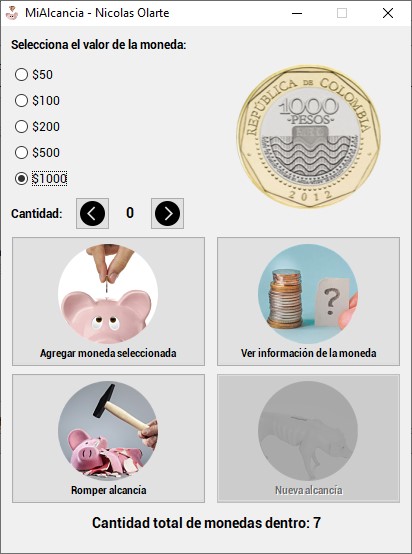 MiAlcancia - Nicolas Olarte
Selecciona el valor de la moneda:
$50
$100
$200
$500
$1000
REPÚBLICA DE COLOMBIA
1000
PESOS
2012
Cantidad:
0
Agregar moneda seleccionada
Ver información de la moneda
?
Romper alcancía
Nueva alcancía
Cantidad total de monedas dentro: 7